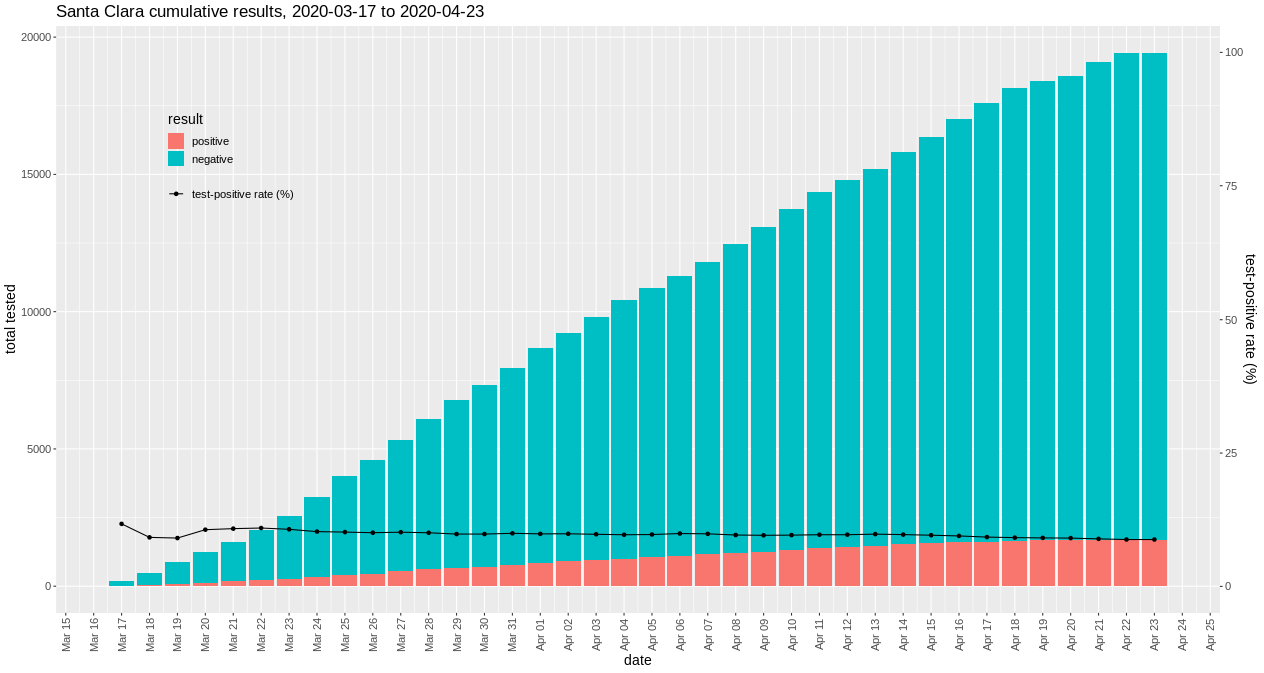 Santa Clara cumulative results, 2020-03-17 to 2020-04-23
20000
15000
10000
5000
0
total tested
result
positive
negative
test-positive rate (%)
100
75
50
25
0
test-positive rate (%)
Mar 15
Mar 16
Mar 17
Mar 18
Mar 19
Mar 20
Mar 21
Mar 22
Mar 23
Mar 24
Mar 25
Mar 26
Mar 27
Mar 28
Mar 29
Mar 30
Mar 31
Apr 01
Apr 02
Apr 03
Apr 04
Apr 05
Apr 06
Apr 07
Apr 08
Apr 09
Apr 10
Apr 11
Apr 12
Apr 13
Apr 14
Apr 15
Apr 16
Apr 17
Apr 18
Apr 19
Apr 20
Apr 21
Apr 22
Apr 23
Apr 24
Apr 25
date